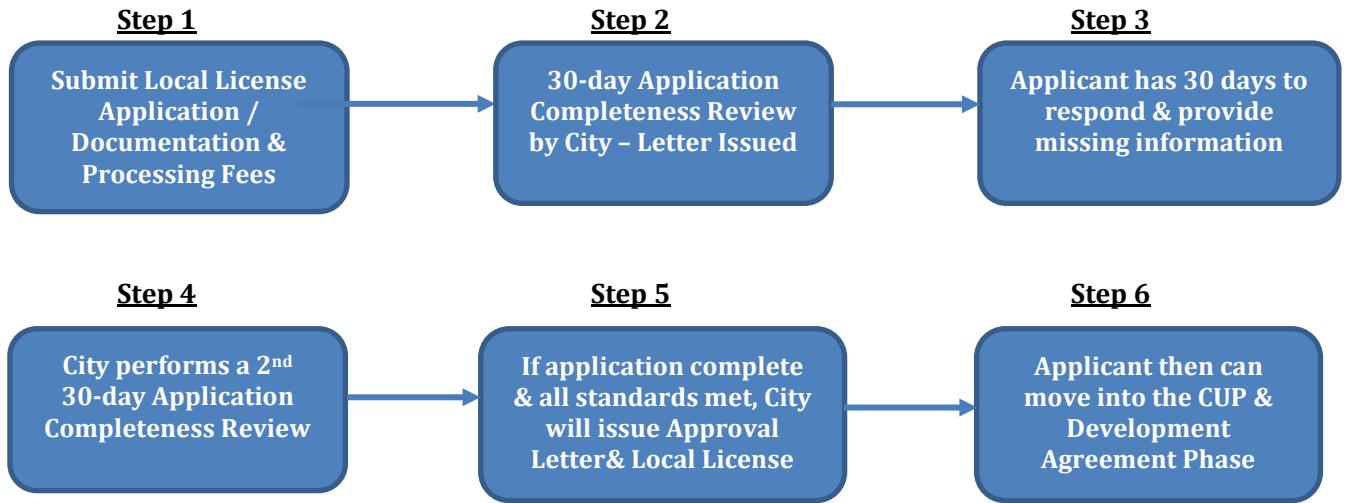 Step 1
Submit Local License
Application /
Documentation &
Processing Fees
Step 2
30-day Application
Completeness Review
by City – Letter Issued
Step 3
Applicant has 30 days to
respond & provide
missing information
Step 4
City performs a 2nd
30-day Application
Completeness Review
Step 5
If application complete
& all standards met, City
will issue Approval
Letter& Local License
Step 6
Applicant then can
move into the CUP &
Development
Agreement Phase